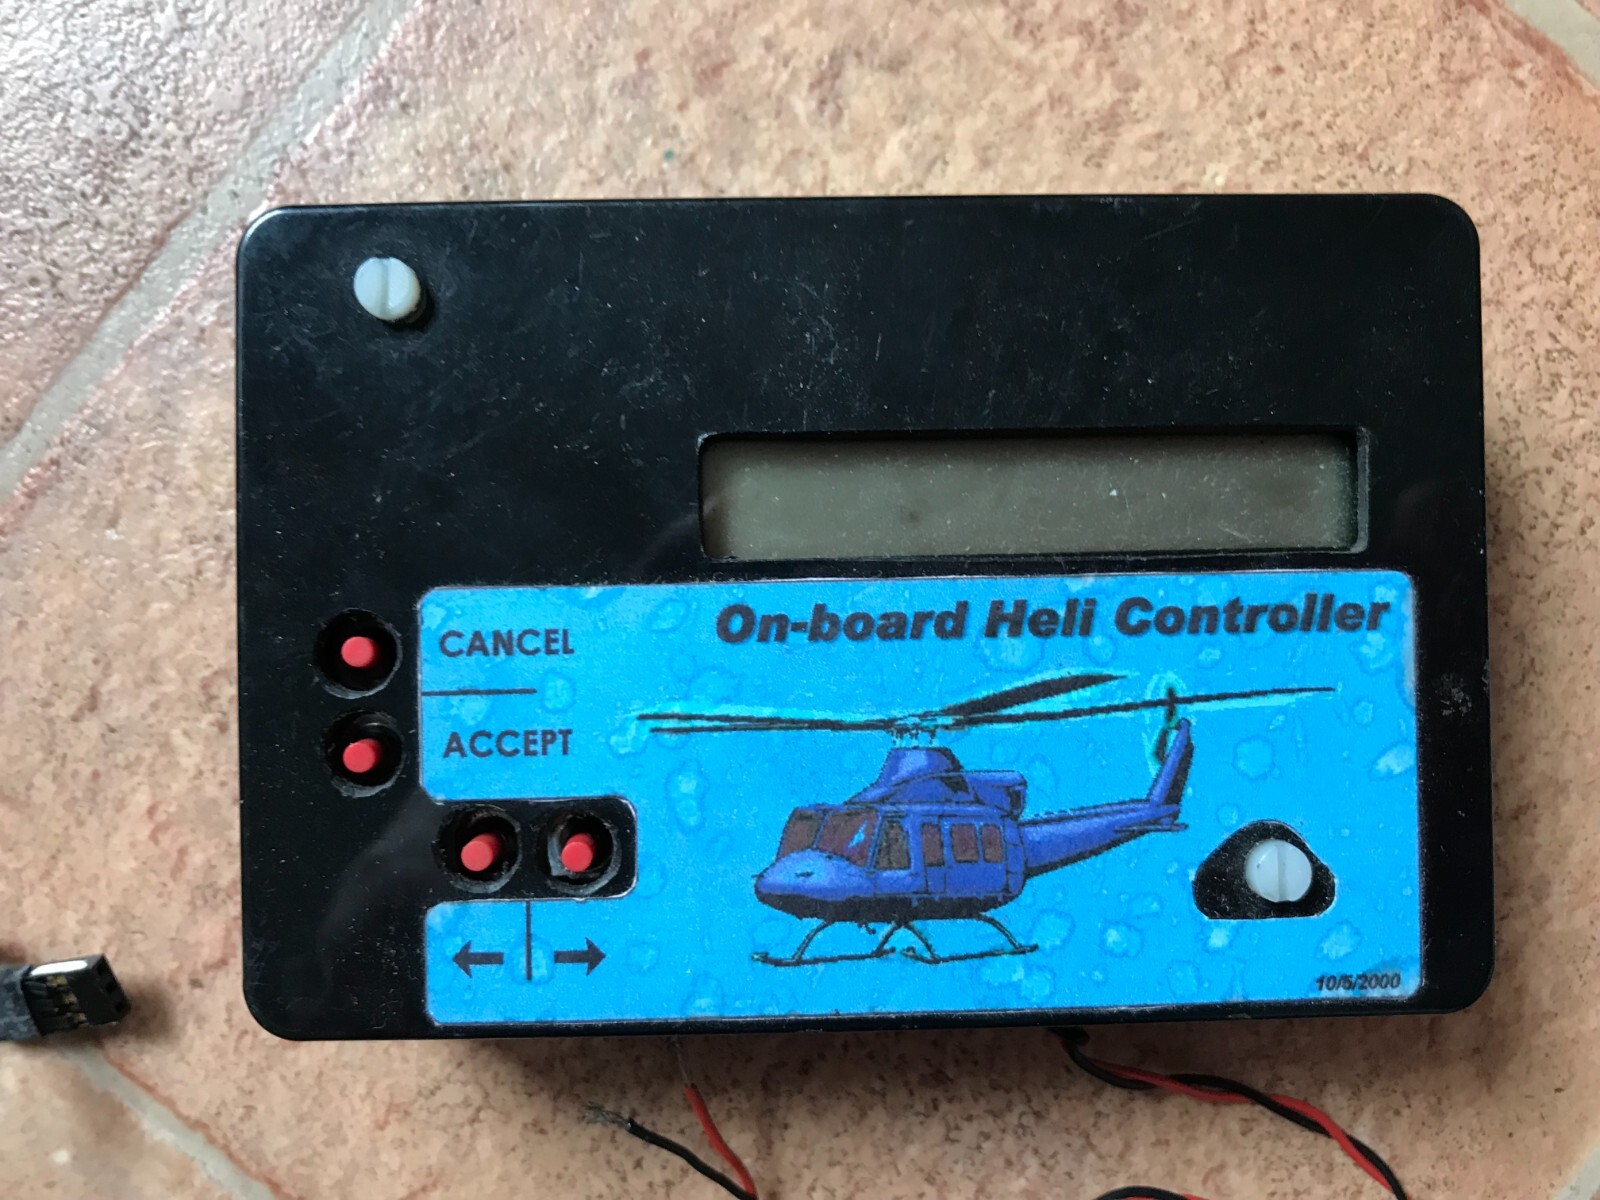 On-board Heli Controller
CANCEL
ACCEPT
← →
10/5/2000